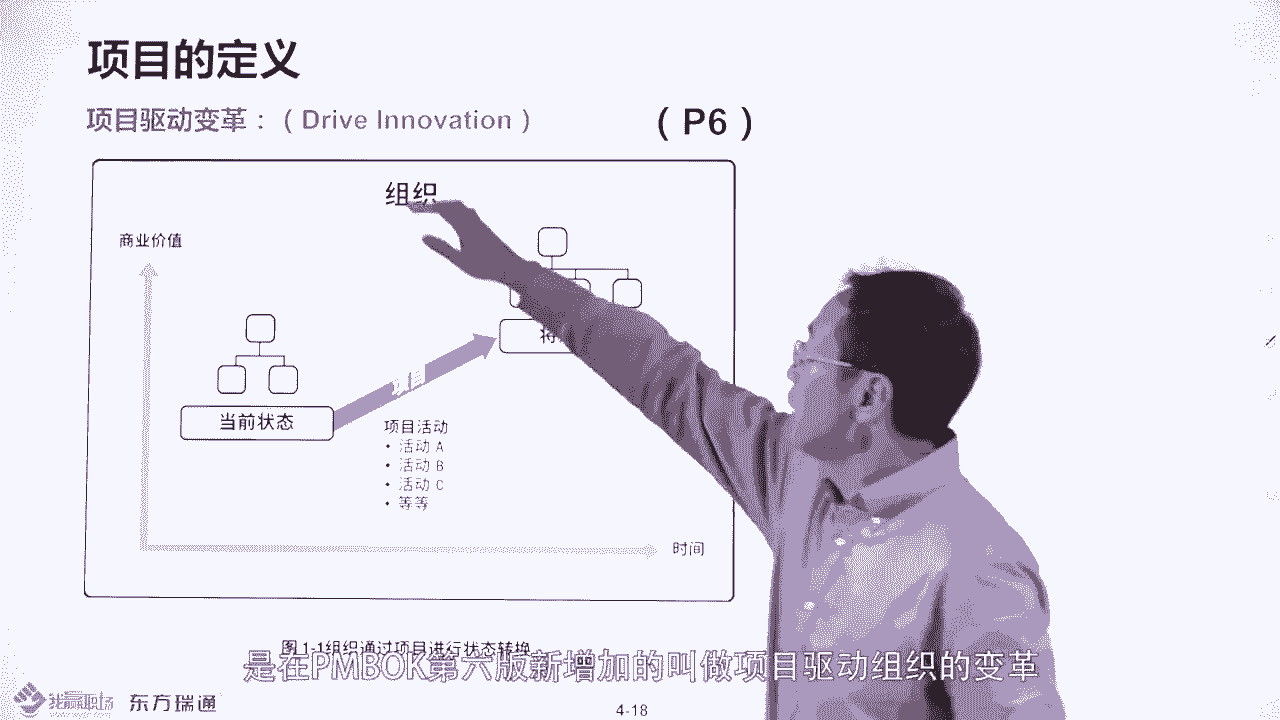 项目的定义
项目驱动变革：（Drive Innovation）
（P6）
组织
商业价值
将
项目
当前状态
项目活动
• 活动 A
• 活动 B
• 活动 C
• 等等
时间
图 1-1组织通过项目进行状态转换
是在PMBOK第六版新增加的叫做项目驱动组织的变革
东方瑞通
4-18